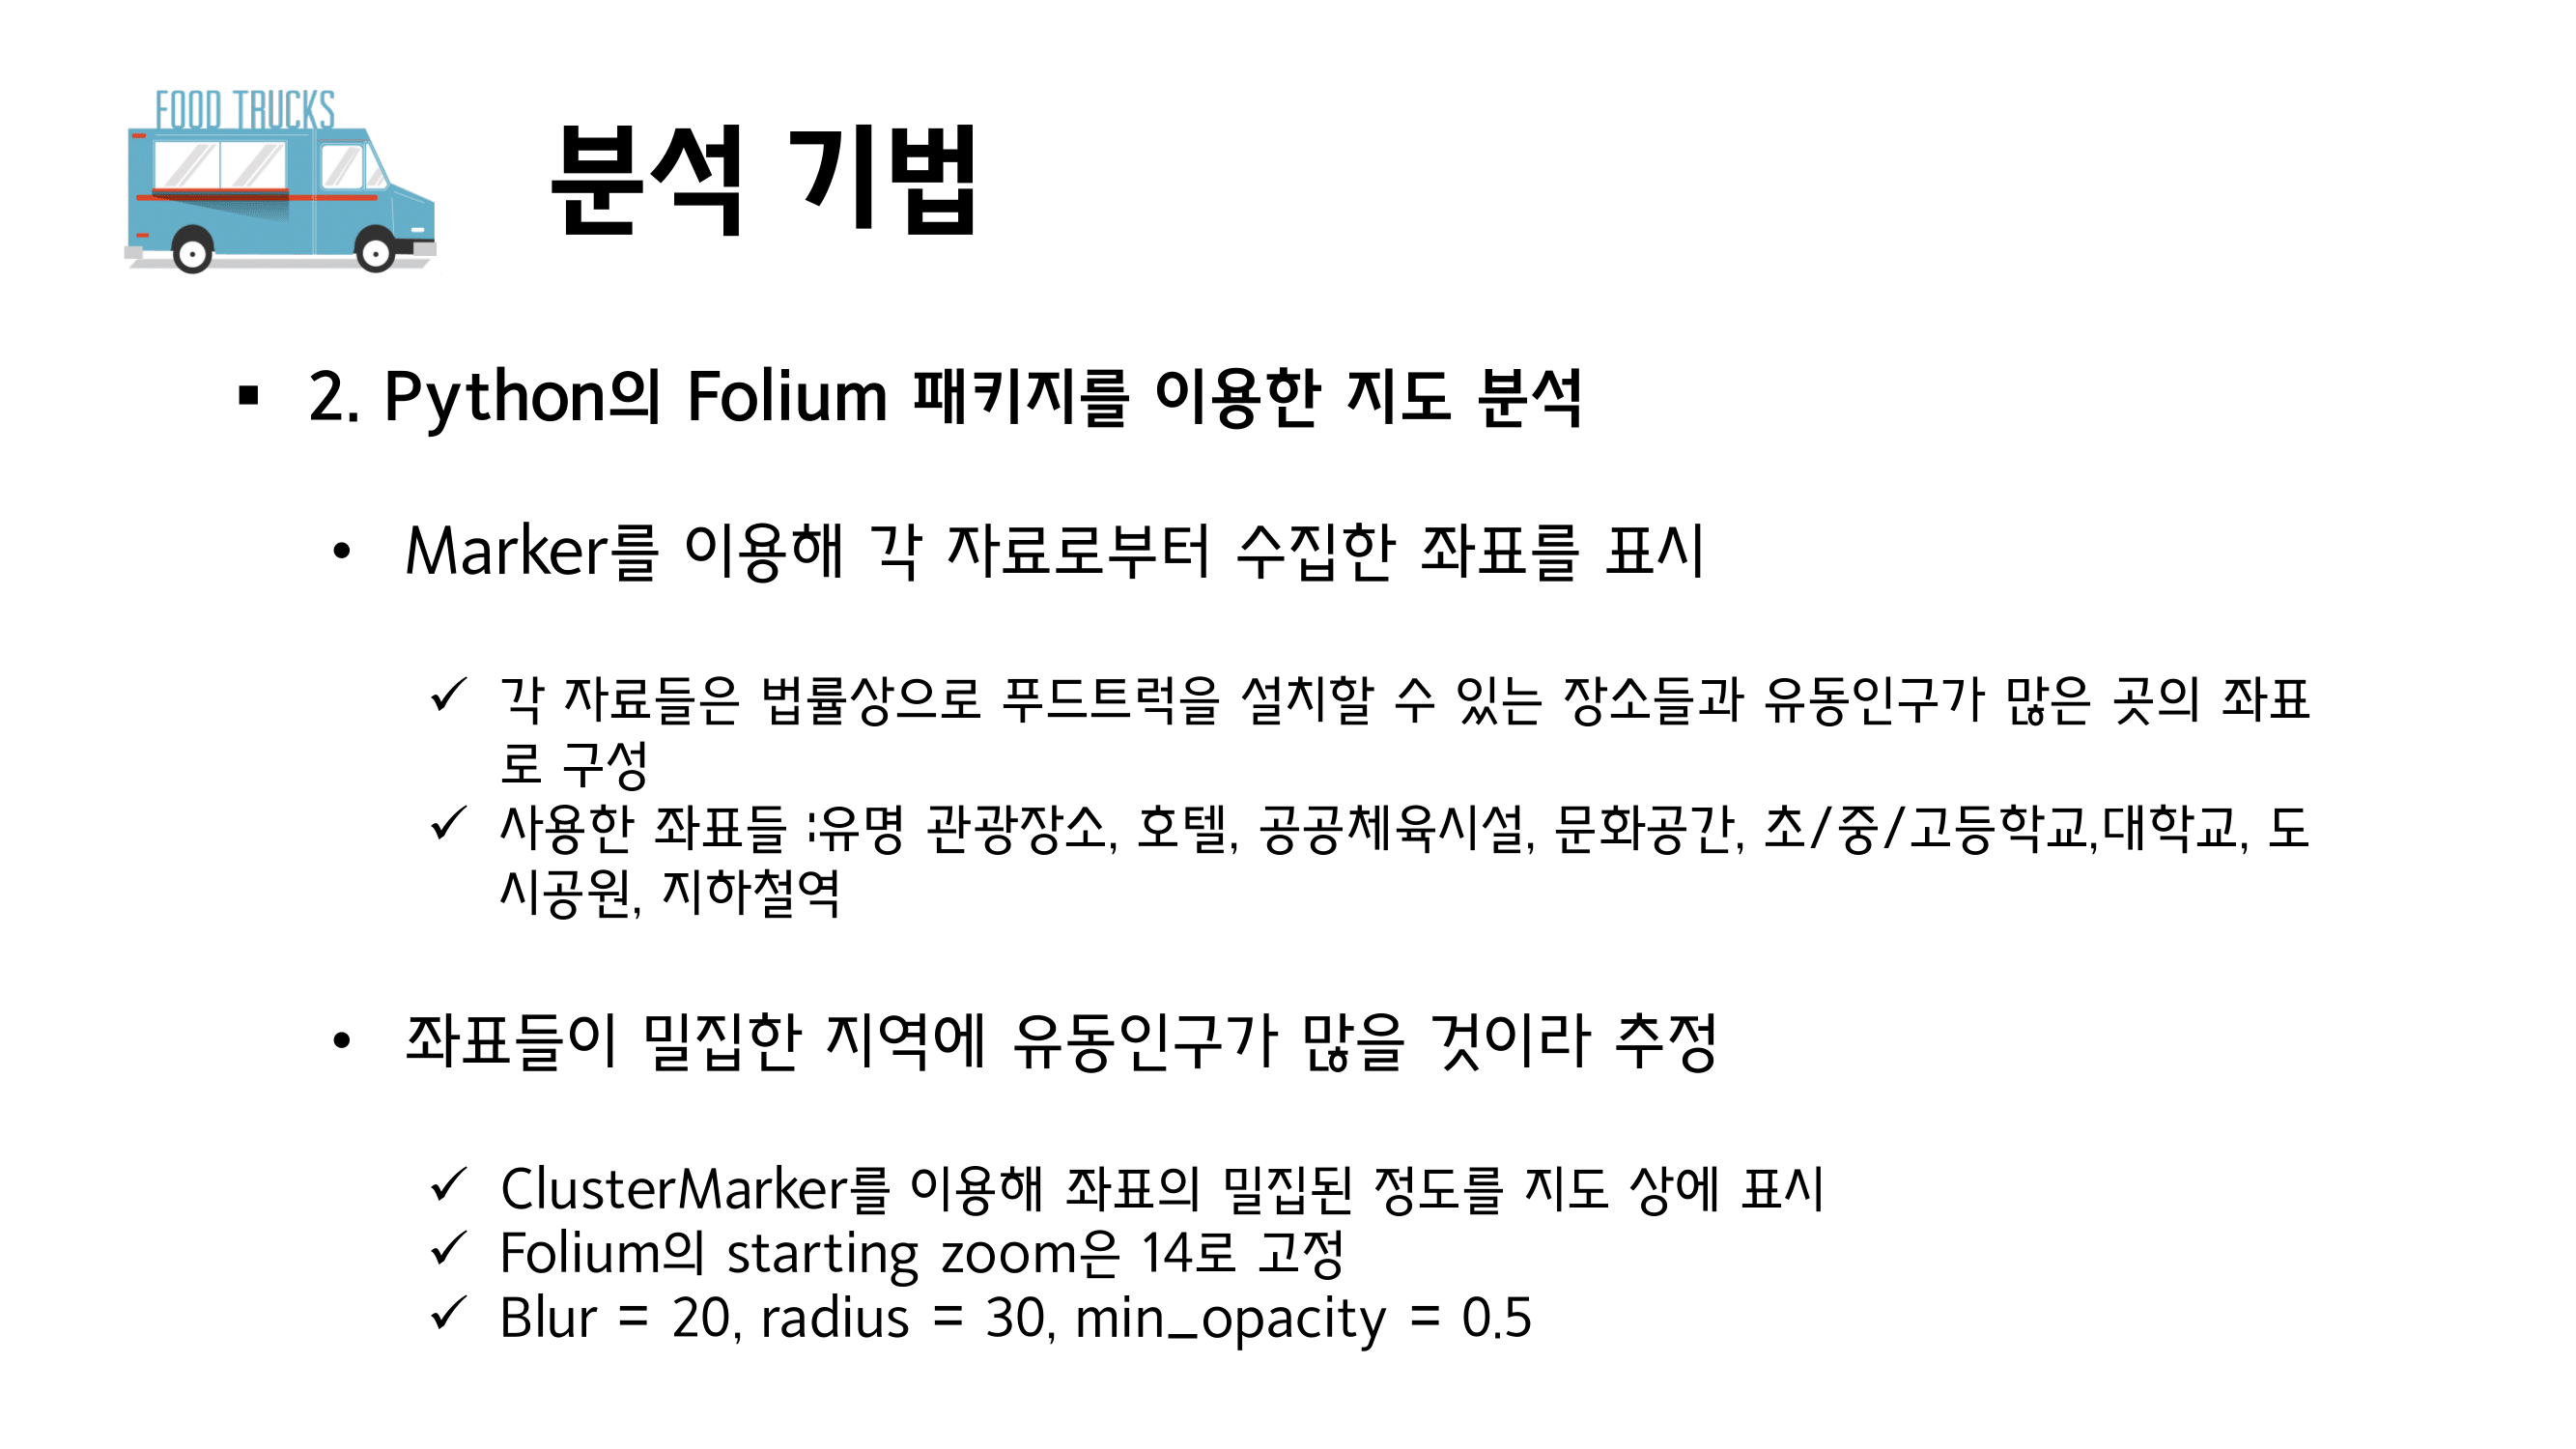 FOOD TRUCKS
분석 기법
▪ 2. Python의 Folium 패키지를 이용한 지도 분석
• Marker를 이용해 각 자료로부터 수집한 좌표를 표시
✓ 각 자료들은 법률상으로 푸드트럭을 설치할 수 있는 장소들과 유동인구가 많은 곳의 좌표
로 구성
✓ 사용한 좌표들 :유명 관광장소, 호텔, 공공체육시설, 문화공간, 초/중/고등학교,대학교, 도
시공원, 지하철역
• 좌표들이 밀집한 지역에 유동인구가 많을 것이라 추정
✓ ClusterMarker를 이용해 좌표의 밀집된 정도를 지도 상에 표시
✓ Folium의 starting zoom은 14로 고정
✓ Blur = 20, radius = 30, min_opacity = 0.5